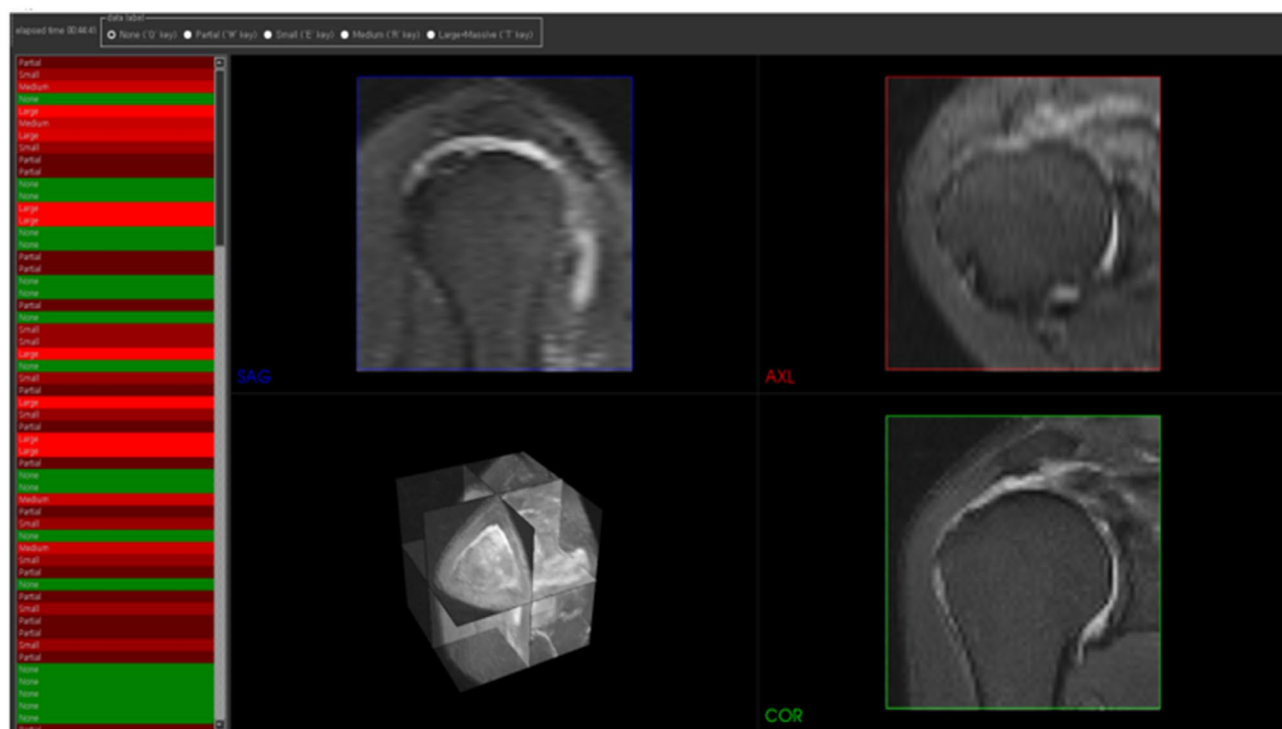 elapsed time 00:44:41
data label
None ('Q' key) Partial ('W' key) Small ('E' key) Medium ('R' key) Large+Massive ('T' key)
Partial
Small
Medium
None
Large
Medium
Large
Small
Partial
Partial
None
None
Large
Large
None
None
Partial
Partial
None
None
Partial
None
Small
Small
Large
None
Small
Partial
Large
Small
Partial
Large
Large
Partial
None
None
Medium
Partial
Small
None
Medium
Small
Partial
None
Partial
Small
Partial
Partial
Small
Partial
None
None
None
None
None
SAG
AXL
COR